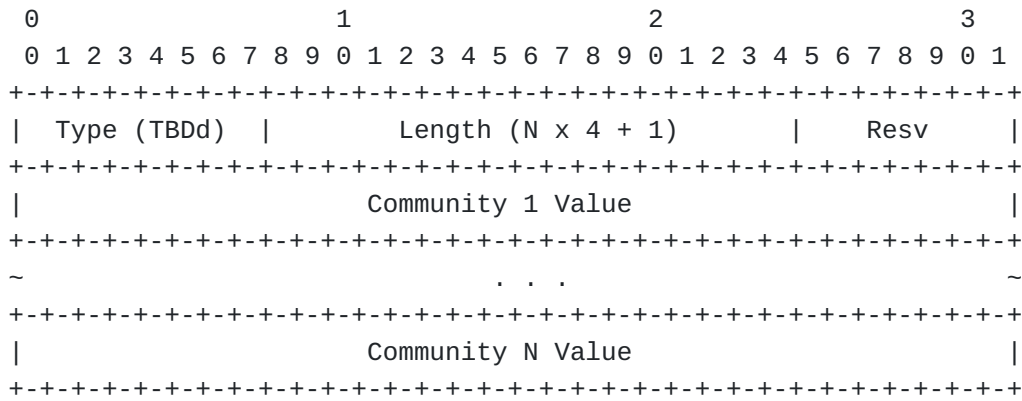 0                   1                   2                   3
 0 1 2 3 4 5 6 7 8 9 0 1 2 3 4 5 6 7 8 9 0 1 2 3 4 5 6 7 8 9 0 1
+-+-+-+-+-+-+-+-+-+-+-+-+-+-+-+-+-+-+-+-+-+-+-+-+-+-+-+-+-+-+-+-+
|  Type (TBDd)  |        Length (N x 4 + 1)       |    Resv     |
+-+-+-+-+-+-+-+-+-+-+-+-+-+-+-+-+-+-+-+-+-+-+-+-+-+-+-+-+-+-+-+-+
|                      Community 1 Value                        |
+-+-+-+-+-+-+-+-+-+-+-+-+-+-+-+-+-+-+-+-+-+-+-+-+-+-+-+-+-+-+-+-+
~                              . . .                            ~
+-+-+-+-+-+-+-+-+-+-+-+-+-+-+-+-+-+-+-+-+-+-+-+-+-+-+-+-+-+-+-+-+
|                      Community N Value                        |
+-+-+-+-+-+-+-+-+-+-+-+-+-+-+-+-+-+-+-+-+-+-+-+-+-+-+-+-+-+-+-+-+